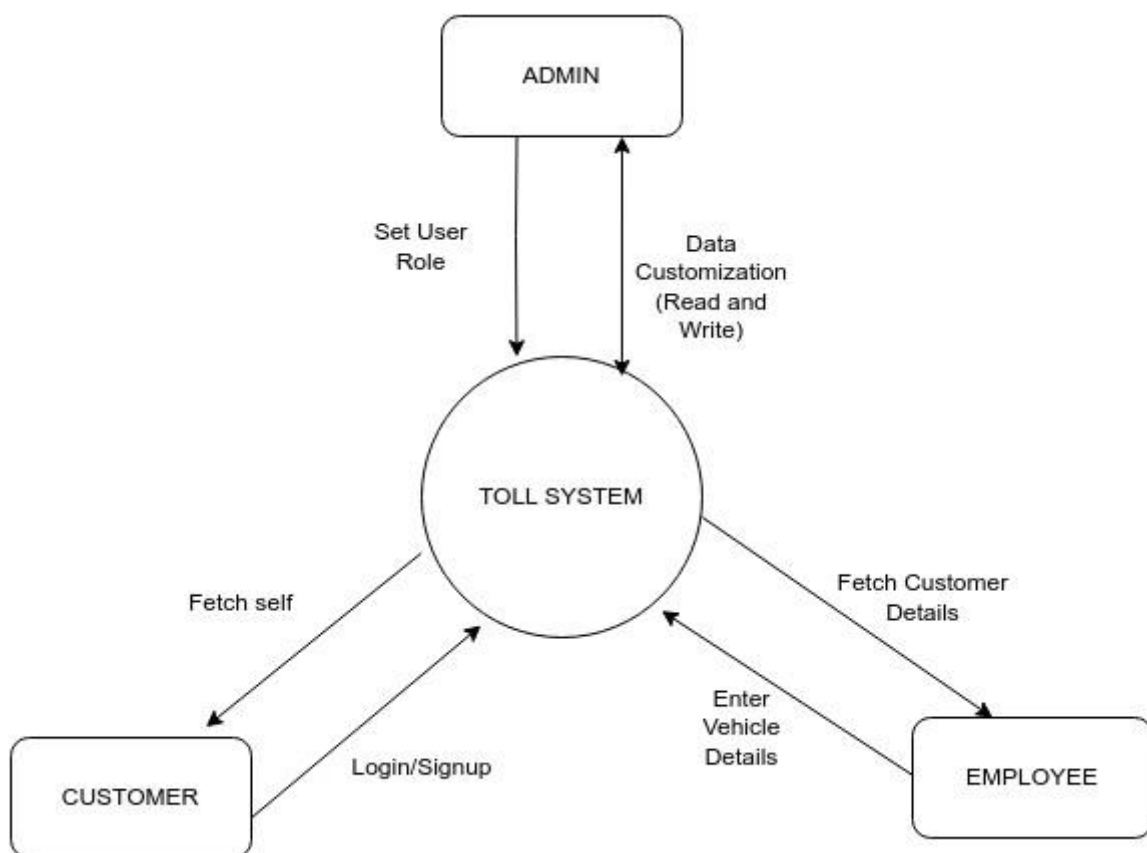 ADMIN
Set User
Role
Data
Customization
(Read and
Write)
TOLL SYSTEM
Fetch self
Fetch Customer
Details
Enter
Vehicle
Details
Login/Signup
CUSTOMER
EMPLOYEE